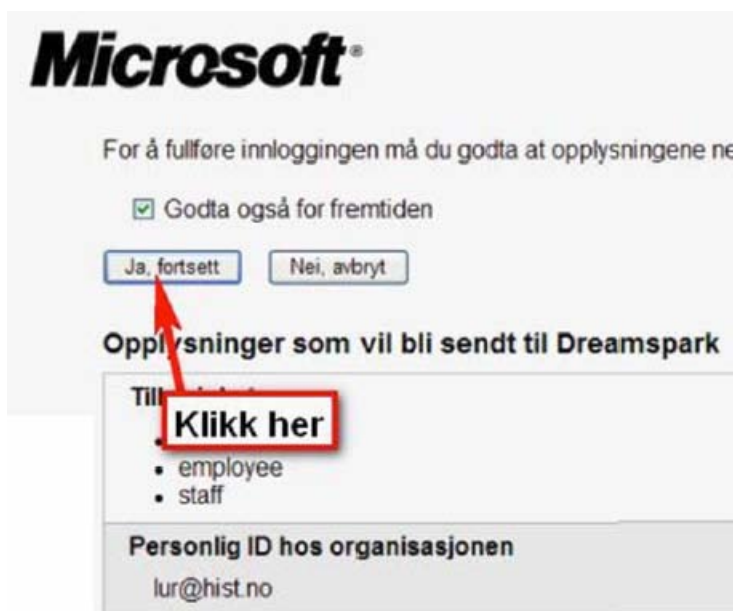 Microsoft®
For å fullføre innloggingen må du godta at opplysningene
Godta også for fremtiden
Ja, fortsett
Nei, avbryt
Opplysninger som vil bli sendt til Dreamspark
Klikk her
employee
staff
Personlig ID hos organisasjonen
lur@hist.no